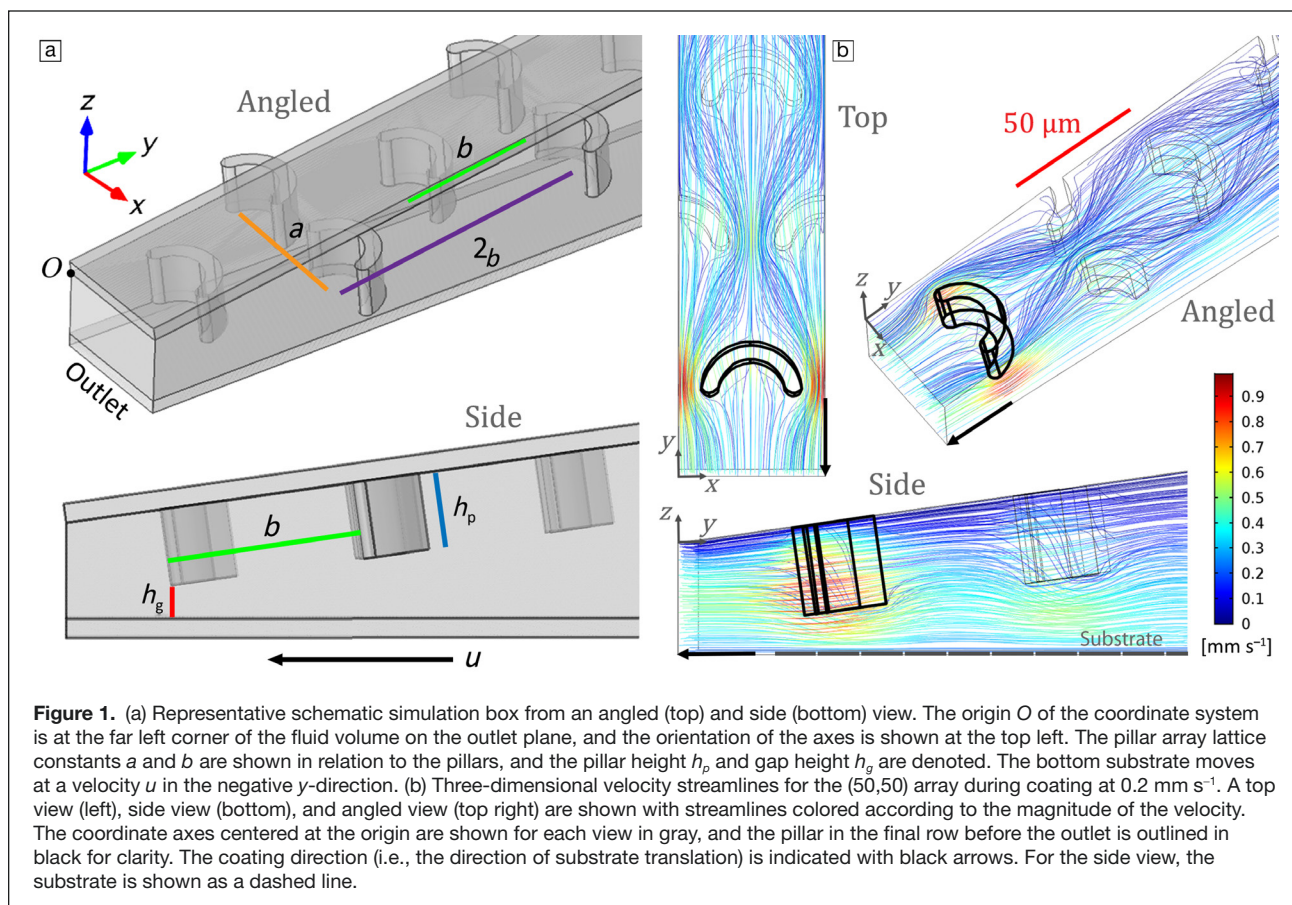 a
Angled
z
y
x
b
a
2b
O
Outlet
Side
b
hp
hg
u
b
Top
50 µm
z
y
x
Angled
y
x
Side
z
y
Substrate
0.9
0.8
0.7
0.6
0.5
0.4
0.3
0.2
0.1
0
[mm s⁻¹]
Figure 1. (a) Representative schematic simulation box from an angled (top) and side (bottom) view. The origin O of the coordinate system
is at the far left corner of the fluid volume on the outlet plane, and the orientation of the axes is shown at the top left. The pillar array lattice
constants a and b are shown in relation to the pillars, and the pillar height hp and gap height hg are denoted. The bottom substrate moves
at a velocity u in the negative y-direction. (b) Three-dimensional velocity streamlines for the (50,50) array during coating at 0.2 mm s⁻¹. A top
view (left), side view (bottom), and angled view (top right) are shown with streamlines colored according to the magnitude of the velocity.
The coordinate axes centered at the origin are shown for each view in gray, and the pillar in the final row before the outlet is outlined in
black for clarity. The coating direction (i.e., the direction of substrate translation) is indicated with black arrows. For the side view, the
substrate is shown as a dashed line.